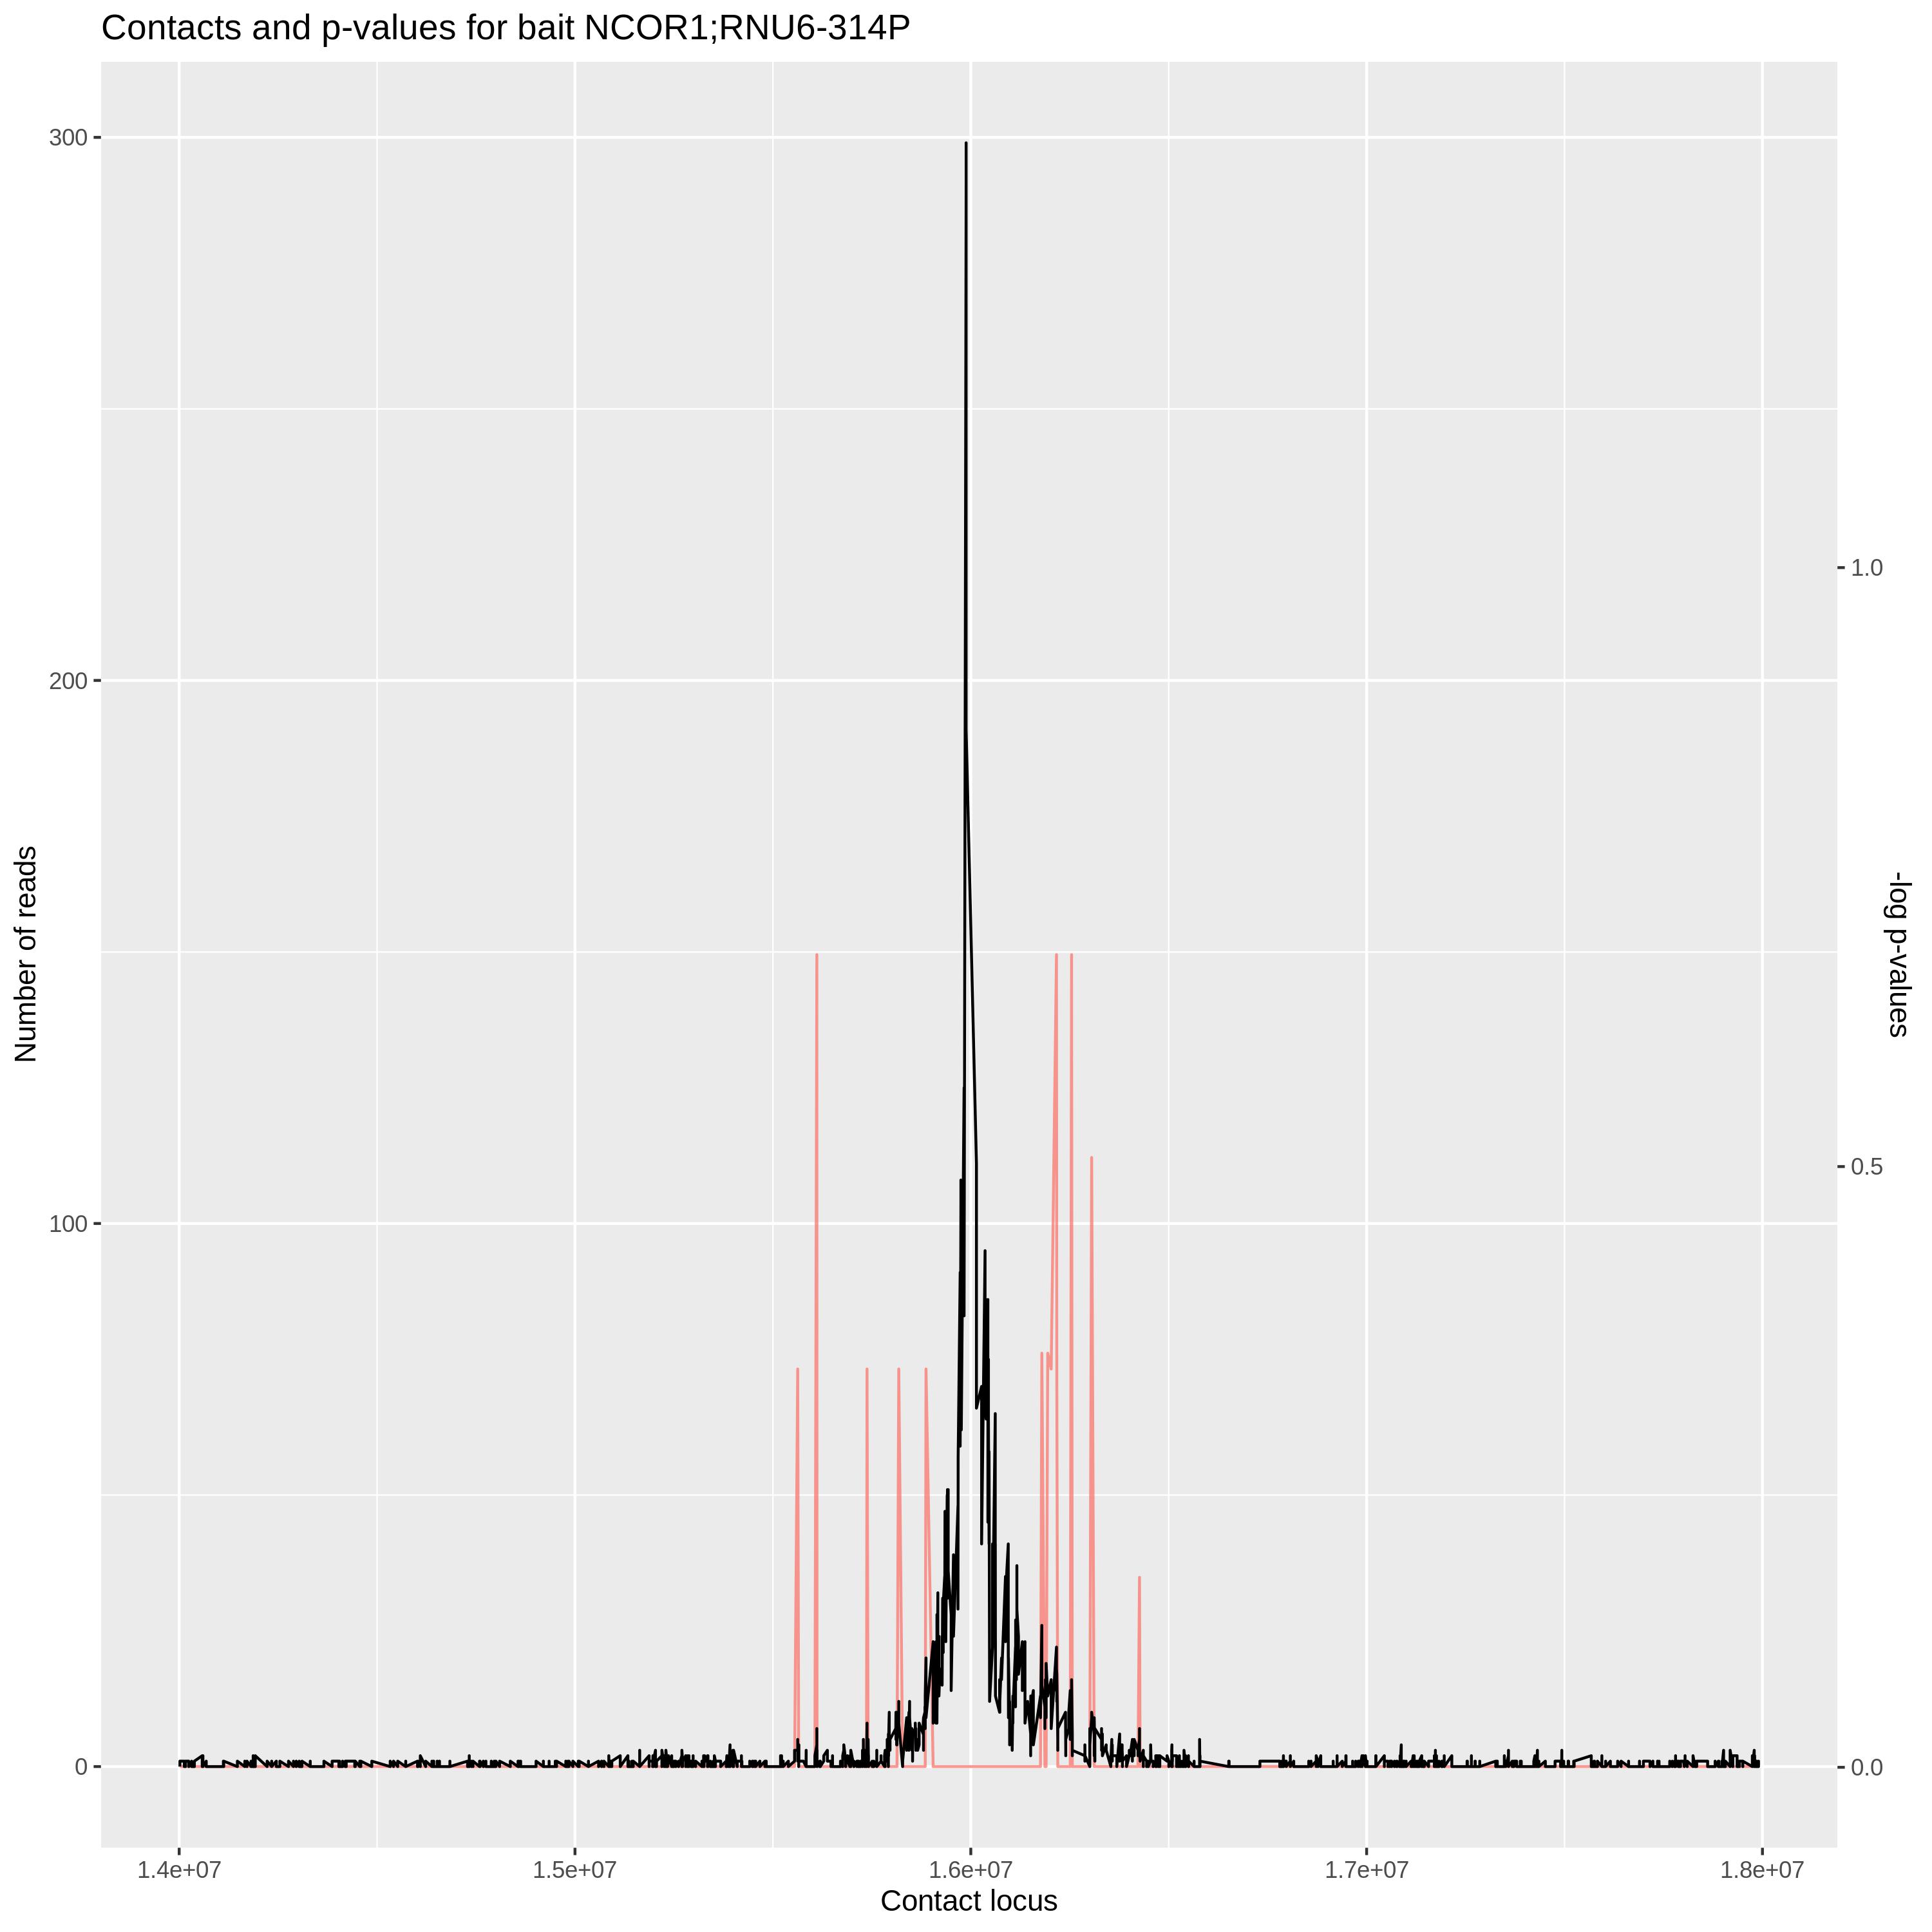 Contacts and p-values for bait NCOR1;RNU6-314P
300
200
100
0
Number of reads
1.0
0.5
0.0
-log p-values
1.4e+07
1.5e+07
1.6e+07
1.7e+07
1.8e+07
Contact locus